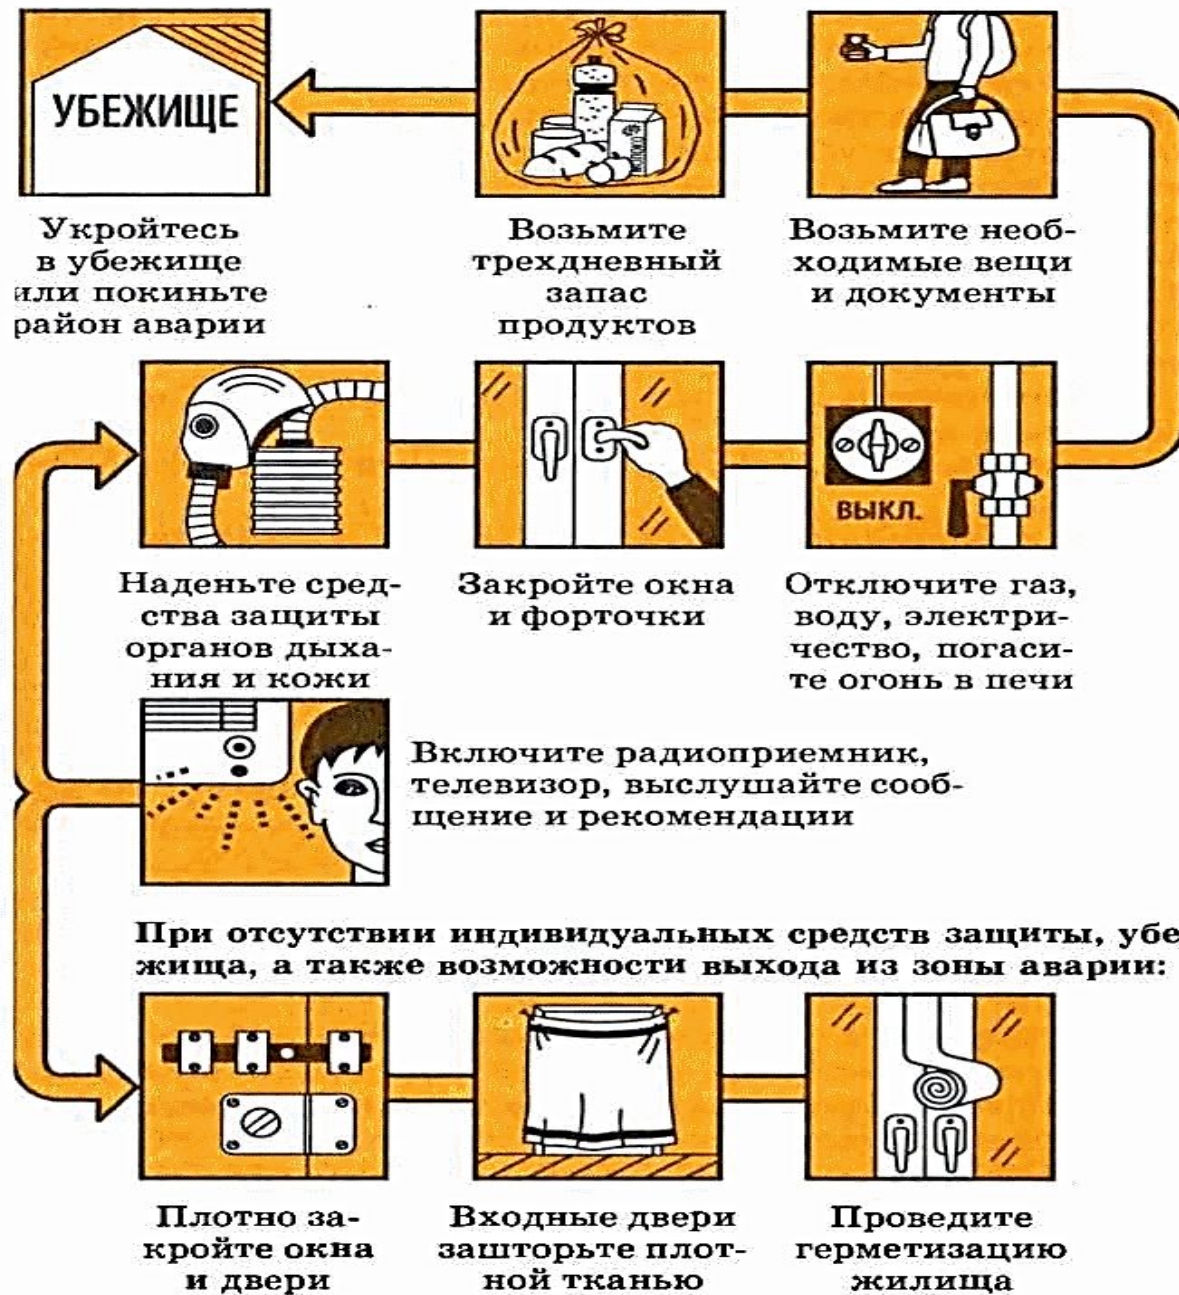 УБЕЖИЩЕ
Укройтесь
в убежище
или покиньте
район аварии
МОЛОКО
Возьмите
трехдневный
запас
продуктов
Возьмите необ-
ходимые вещи
и документы
Наденьте сред-
ства защиты
органов дыха-
ния и кожи
Закройте окна
и форточки
ВЫКЛ.
Отключите газ,
воду, электри-
чество, погаси-
те огонь в печи
Включите радиоприемник,
телевизор, выслушайте сооб-
щение и рекомендации
При отсутствии индивидуальных средств защиты, убе
жища, а также возможности выхода из зоны аварии:
Плотно за-
кройте окна
и двери
Входные двери
зашторьте плот-
ной тканью
Проведите
герметизацию
жилища